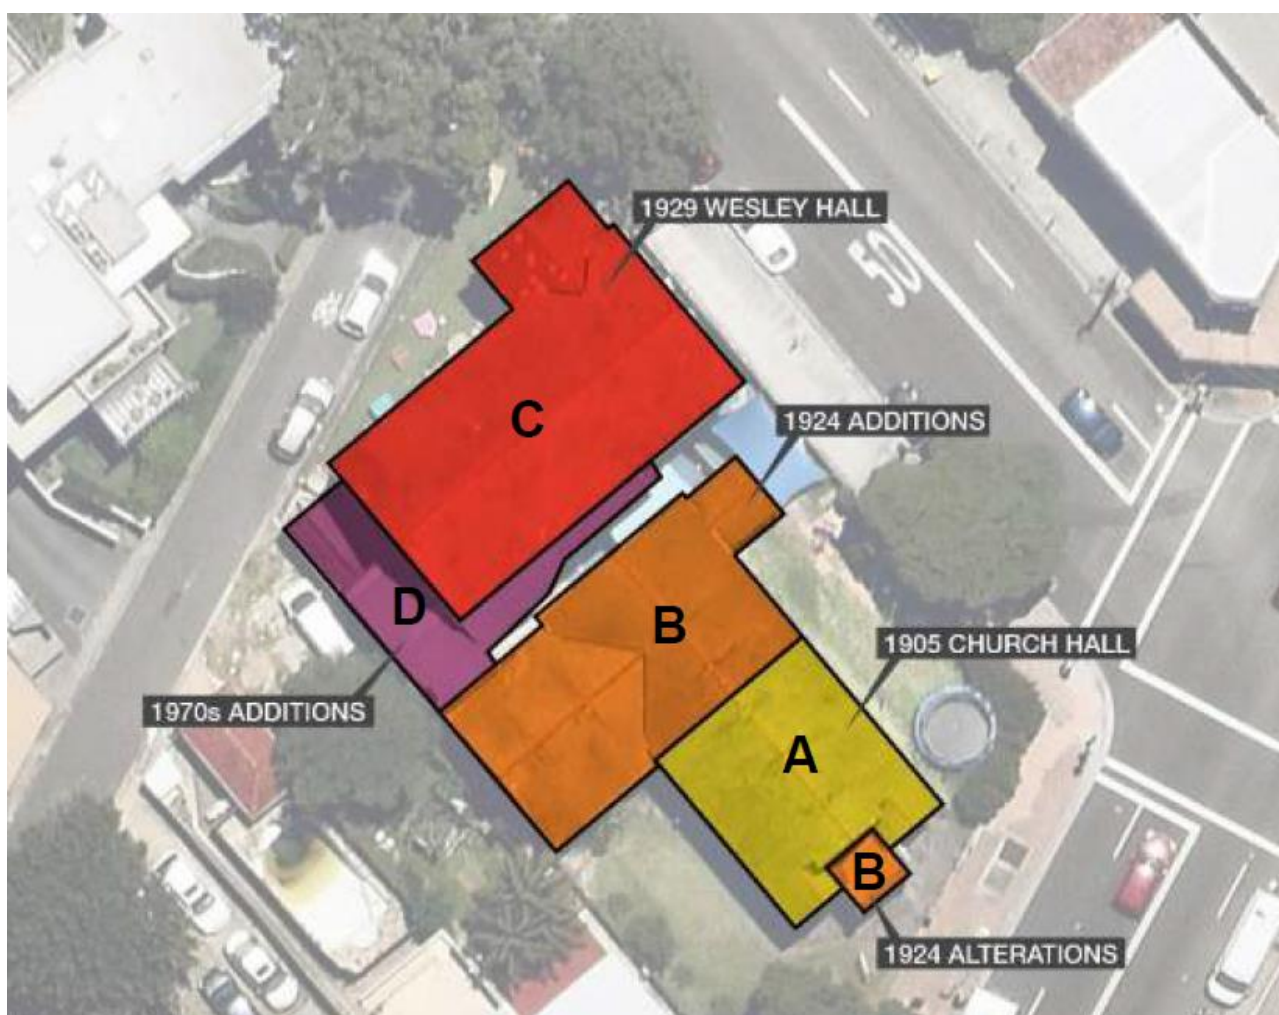 1929 WESLEY HALL
50
C
1924 ADDITIONS
D
B
1905 CHURCH HALL
1970s ADDITIONS
A
B
1924 ALTERATIONS